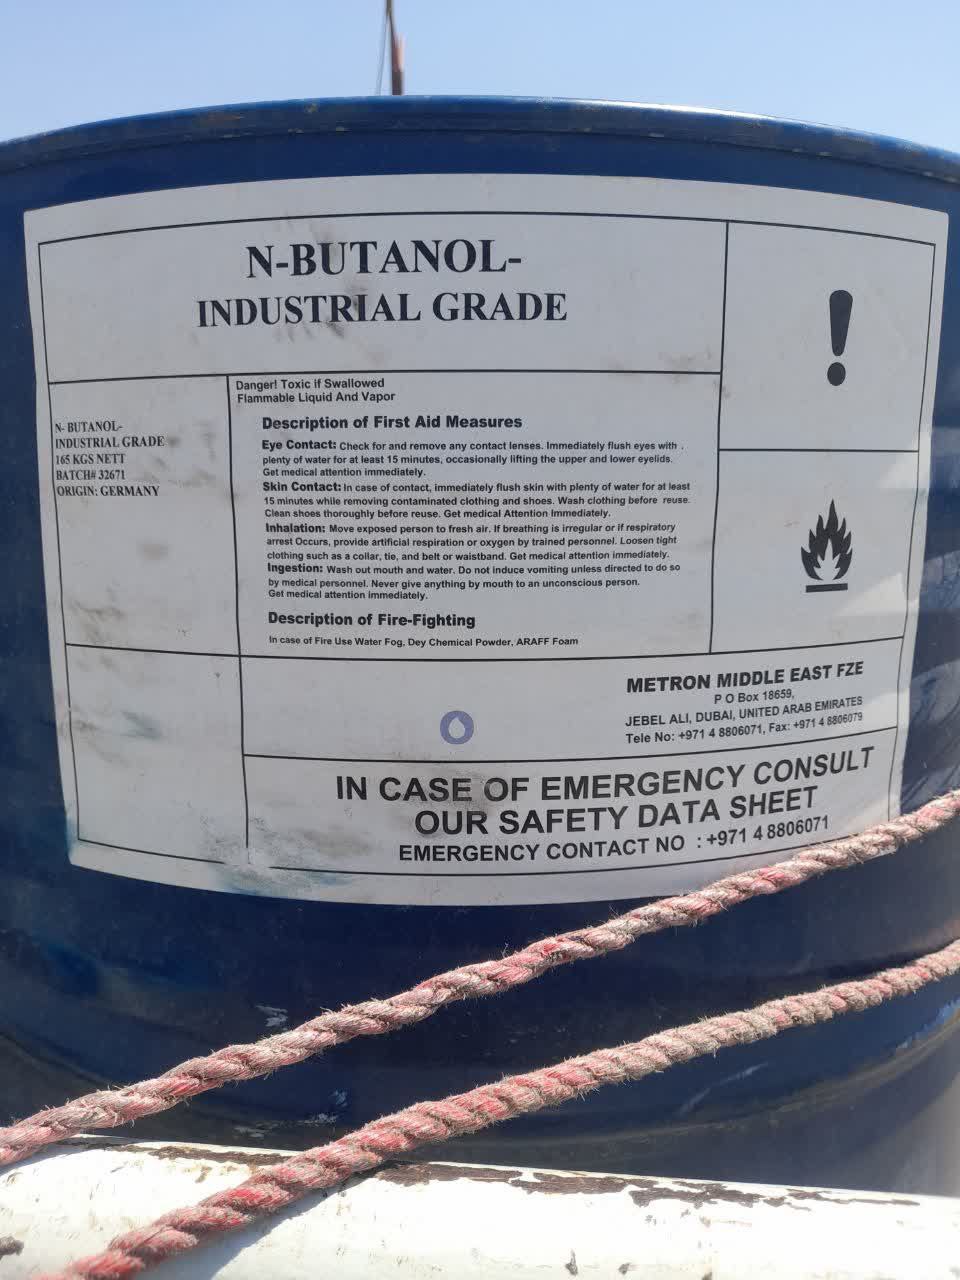 N-BUTANOL-
INDUSTRIAL GRADE
N- BUTANOL-
INDUSTRIAL GRADE
165 KGS NETT
BATCH# 32671
ORIGIN: GERMANY
Danger! Toxic if Swallowed
Flammable Liquid And Vapor
Description of First Aid Measures
Eye Contact: Check for and remove any contact lenses. Immediately flush eyes with .
plenty of water for at least 15 minutes, occasionally lifting the upper and lower eyelids.
Get medical attention immediately.
Skin Contact: In case of contact, immediately flush skin with plenty of water for at least
15 minutes while removing contaminated clothing and shoes. Wash clothing before reuse.
Clean shoes thoroughly before reuse. Get medical Attention Immediately.
Inhalation: Move exposed person to fresh air. If breathing is irregular or if respiratory
arrest Occurs, provide artificial respiration or oxygen by trained personnel. Loosen tight
clothing such as a collar, tie, and belt or waistband. Get medical attention immediately.
Ingestion: Wash out mouth and water. Do not induce vomiting unless directed to do so
by medical personnel. Never give anything by mouth to an unconscious person.
Get medical attention immediately.
Description of Fire-Fighting
In case of Fire Use Water Fog, Dey Chemical Powder, ARAFF Foam
METRON MIDDLE EAST FZE
P O Box 18659,
JEBEL ALI, DUBAI, UNITED ARAB EMIRATES
Tele No: +971 4 8806071, Fax: +971 4 8806079
IN CASE OF EMERGENCY CONSULT
OUR SAFETY DATA SHEET
EMERGENCY CONTACT NO : +971 4 8806071